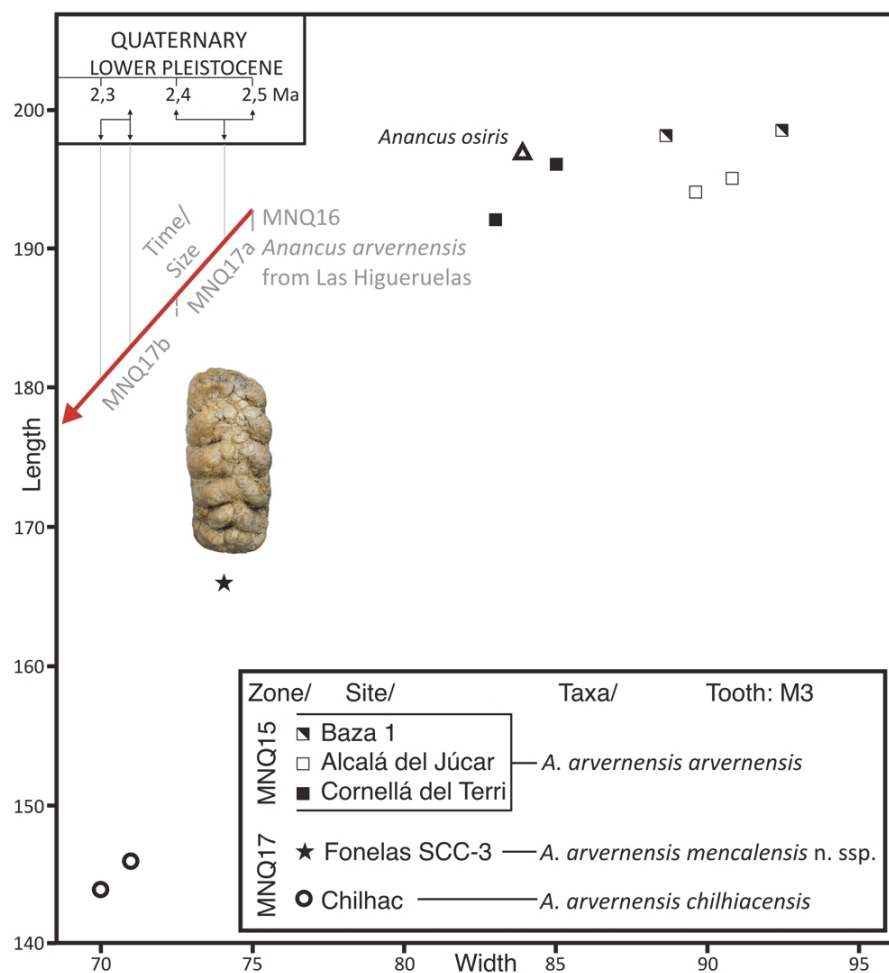 QUATERNARY
LOWER PLEISTOCENE
2,3 2,4 2,5 Ma
200
190
180
170
160
150
140
Length
Anancus osiris
Time/
Size
MNQ16
Anancus arvernensis
from Las Higueruelas
MNQ17a
MNQ17b
Zone/ Site/ Taxa/ Tooth: M3
MNQ15
Baza 1
Alcalá del Júcar
Cornellá del Terri
A. arvernensis arvernensis
MNQ17
Fonelas SCC-3 A. arvernensis mencalensis n. ssp.
Chilhac A. arvernensis chilhiacensis
70 75 80 85 90 95
Width